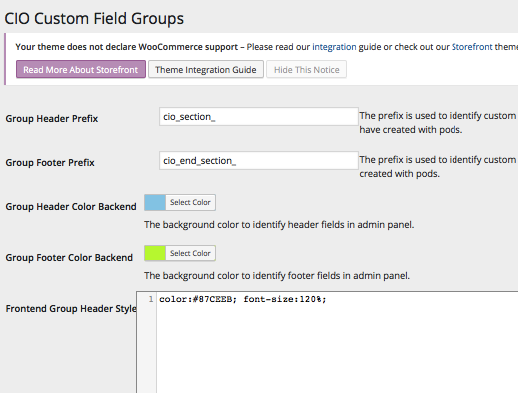 CIO Custom Field Groups
Your theme does not declare WooCommerce support – Please read our integration guide or check out our Storefront theme
Read More About Storefront Theme Integration Guide Hide This Notice
Group Header Prefix cio_section_ The prefix is used to identify custom
have created with pods.
Group Footer Prefix cio_end_section_ The prefix is used to identify custom
created with pods.
Group Header Color Backend Select Color
The background color to identify header fields in admin panel.
Group Footer Color Backend Select Color
The background color to identify footer fields in admin panel.
Frontend Group Header Style 1 color:#87CEEB; font-size:120%;